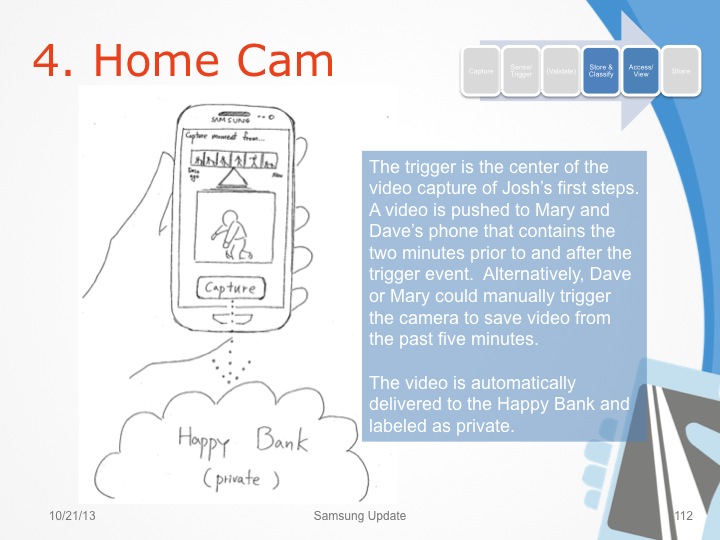 4. Home Cam
Capture
Sense/
Trigger
(Validate)
Store &
Classify
Access/
View
Share
SAMSUNG
Capture moment from...
5min
ago
Now
Capture
Happy Bank
(private)
The trigger is the center of the
video capture of Josh’s first steps.
A video is pushed to Mary and
Dave’s phone that contains the
two minutes prior to and after the
trigger event.  Alternatively, Dave
or Mary could manually trigger
the camera to save video from
the past five minutes.
The video is automatically
delivered to the Happy Bank and
labeled as private.
10/21/13
Samsung Update
112